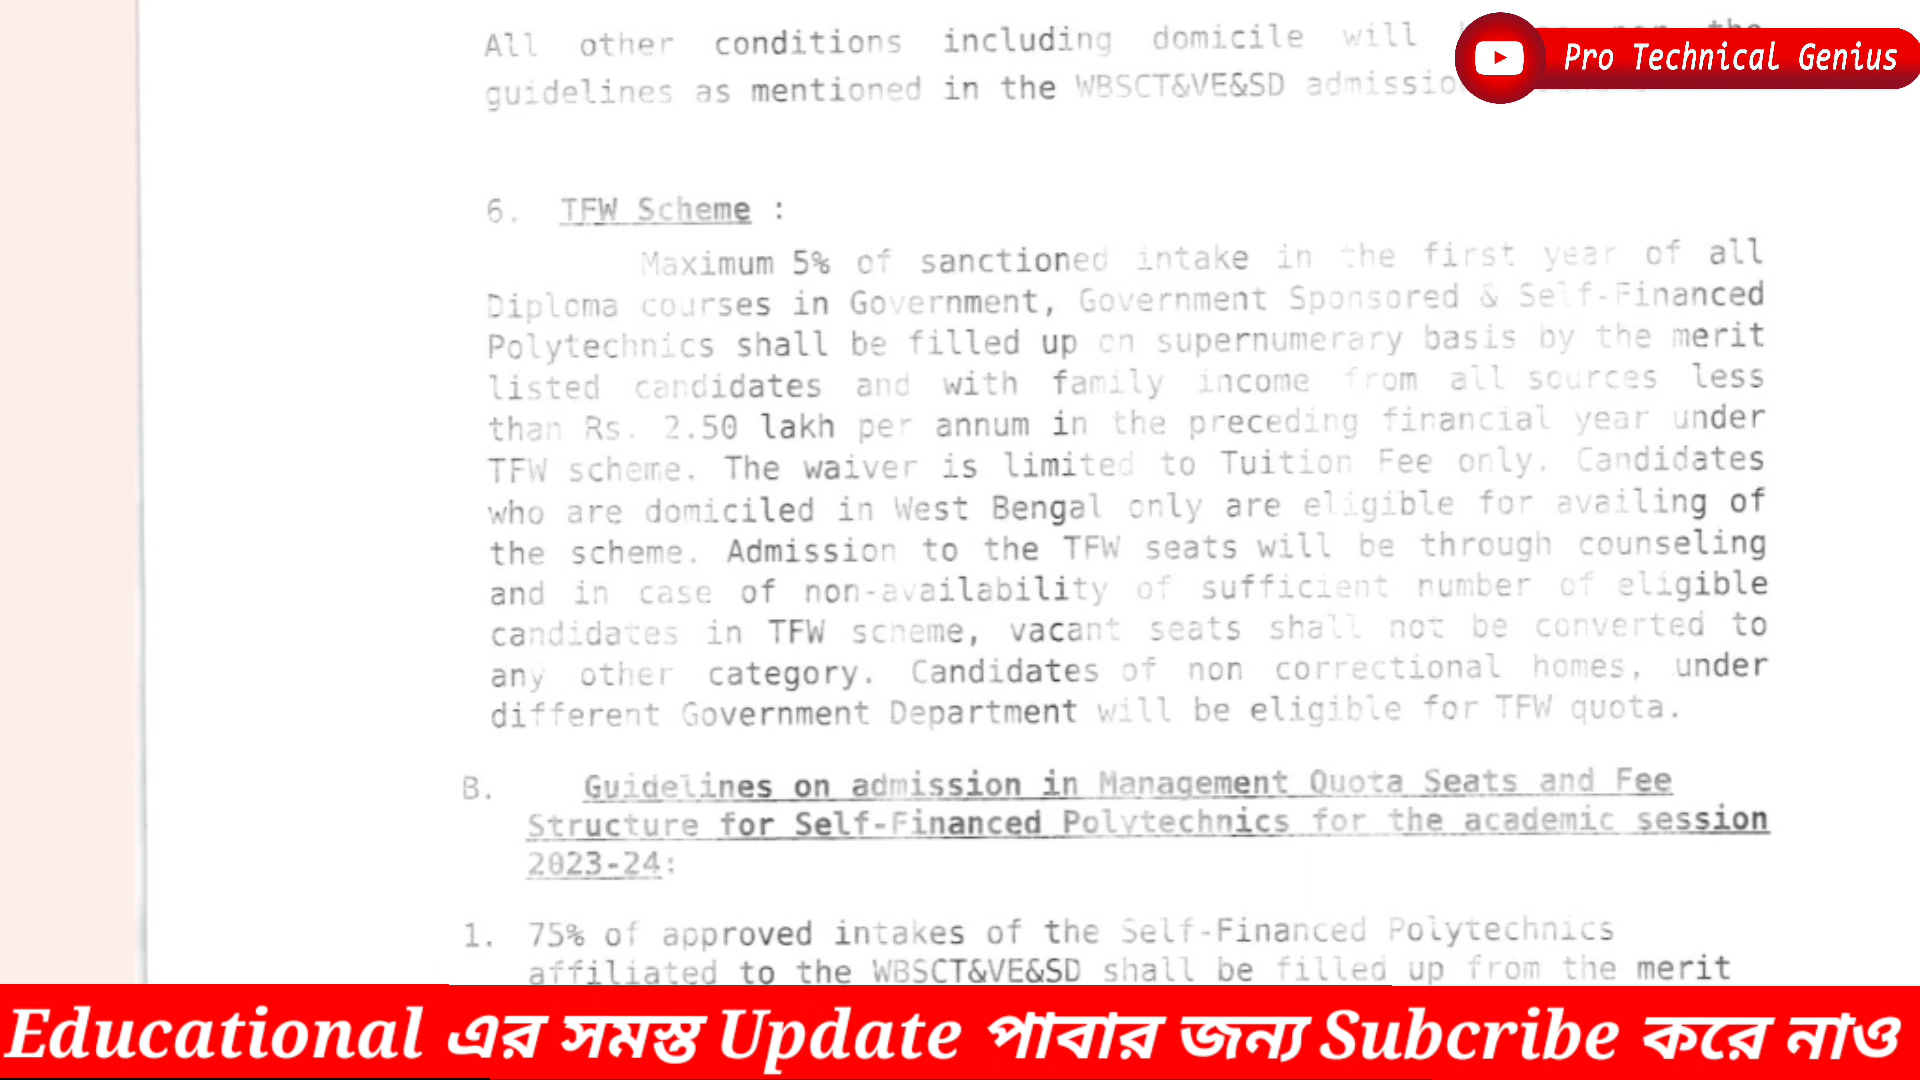 All other conditions including domicile will the
guidelines as mentioned in the WBSCT&VE&SD
Pro Technical Genius
6. TFW Scheme :
Maximum 5% of sanctioned intake in the first year of all
Diploma courses in Government, Government Sponsored & Self-Financed
Polytechnics shall be filled up on supernumerary basis by the merit
listed candidates and with family income from all sources less
than Rs. 2.50 lakh per annum in the preceding financial year under
TFW scheme. The waiver is limited to Tuition Fee only. Candidates
who are domiciled in West Bengal only are eligible for availing of
the scheme. Admission to the TFW seats will be through counseling
and in case of non-availability of sufficient number of eligible
candidates in TFW scheme, vacant seats shall not be converted to
any other category. Candidates of non correctional homes, under
different Government Department will be eligible for TFW quota.
B. Guidelines on admission in Management Quota Seats and Fee
Structure for Self-Financed Polytechnics for the academic session
2023-24:
1. 75% of approved intakes of the Self-Financed Polytechnics
affiliated to the WBSCT&VE&SD shall be filled up from the merit
Educational এর সমস্ত Update পাবার জন্য Subcribe করে নাও